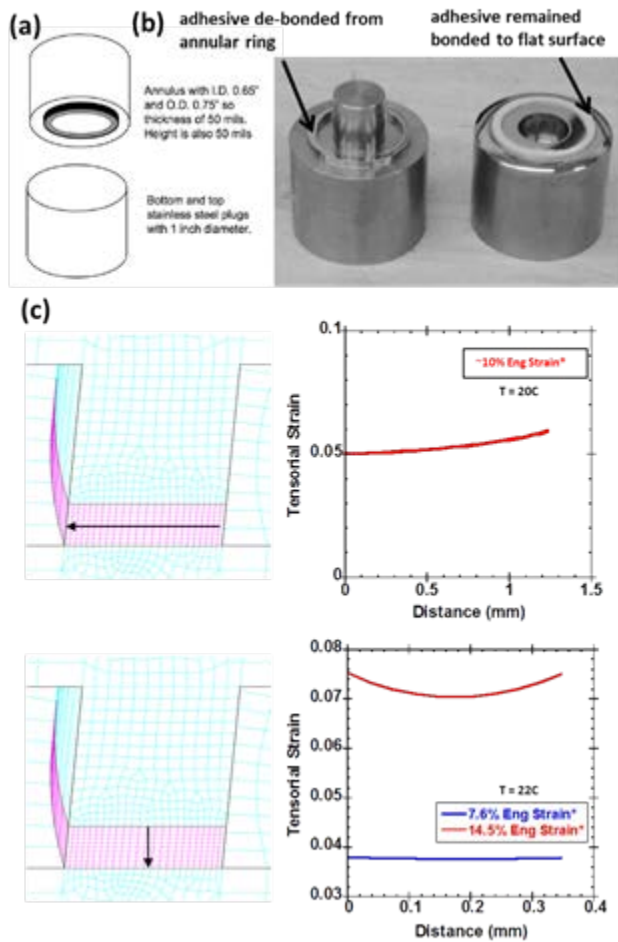 (a)
Annulus with I.D. 0.65"
and O.D. 0.75" so
thickness of 50 mils.
Height is also 50 mils
Bottom and top
stainless steel plugs
with 1 inch diameter.
(b)
adhesive de-bonded from
annular ring
adhesive remained
bonded to flat surface
(c)
0.1
0.05
0
Tensorial Strain
~10% Eng Strain*
T = 20C
0 0.5 1 1.5
Distance (mm)
0.08
0.07
0.06
0.05
0.04
0.03
Tensorial Strain
T = 22C
7.6% Eng Strain*
14.5% Eng Strain*
0 0.1 0.2 0.3 0.4
Distance (mm)